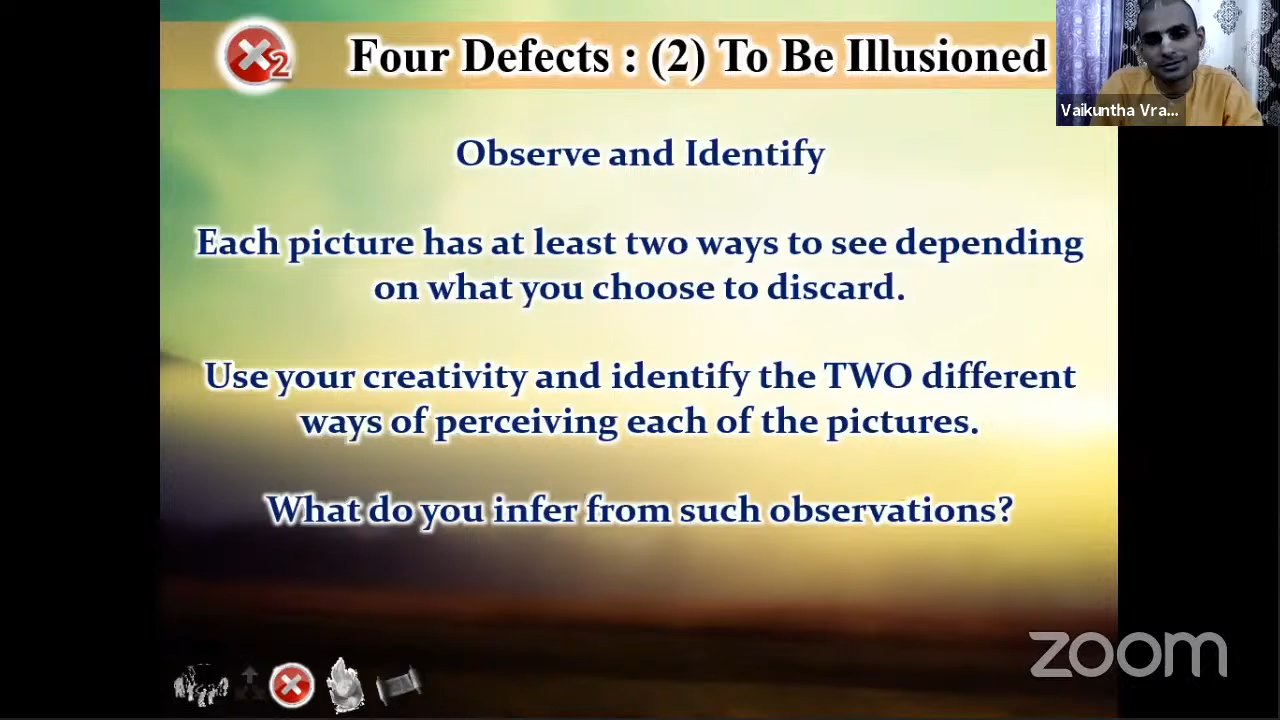 Four Defects : (2) To Be Illusioned
2
Vaikuntha Vra...
Observe and Identify
Each picture has at least two ways to see depending
on what you choose to discard.
Use your creativity and identify the TWO different
ways of perceiving each of the pictures.
What do you infer from such observations?
zoom